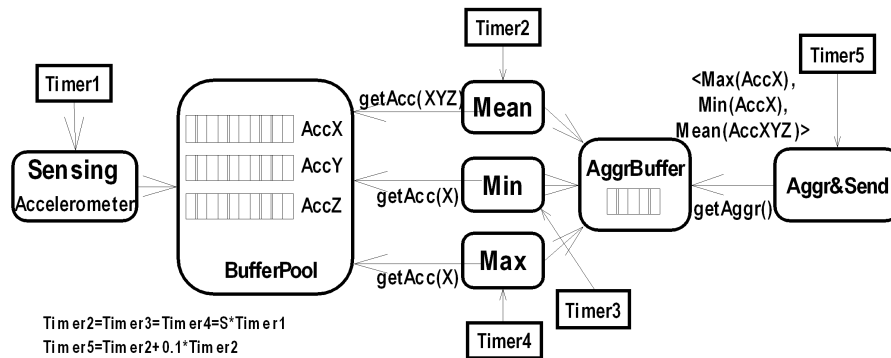 Timer1
Timer2
Timer5
<Max(AccX),
Min(AccX),
Mean(AccXYZ)>
getAcc(XYZ)
Mean
AccX
AccY
AccZ
BufferPool
Sensing
Accelerometer
Min
getAcc(X)
AggrBuffer
Aggr&Send
getAggr()
Max
getAcc(X)
Timer3
Timer4
Timer2=Timer3=Timer4=S*Timer1
Timer5=Timer2+0.1*Timer2